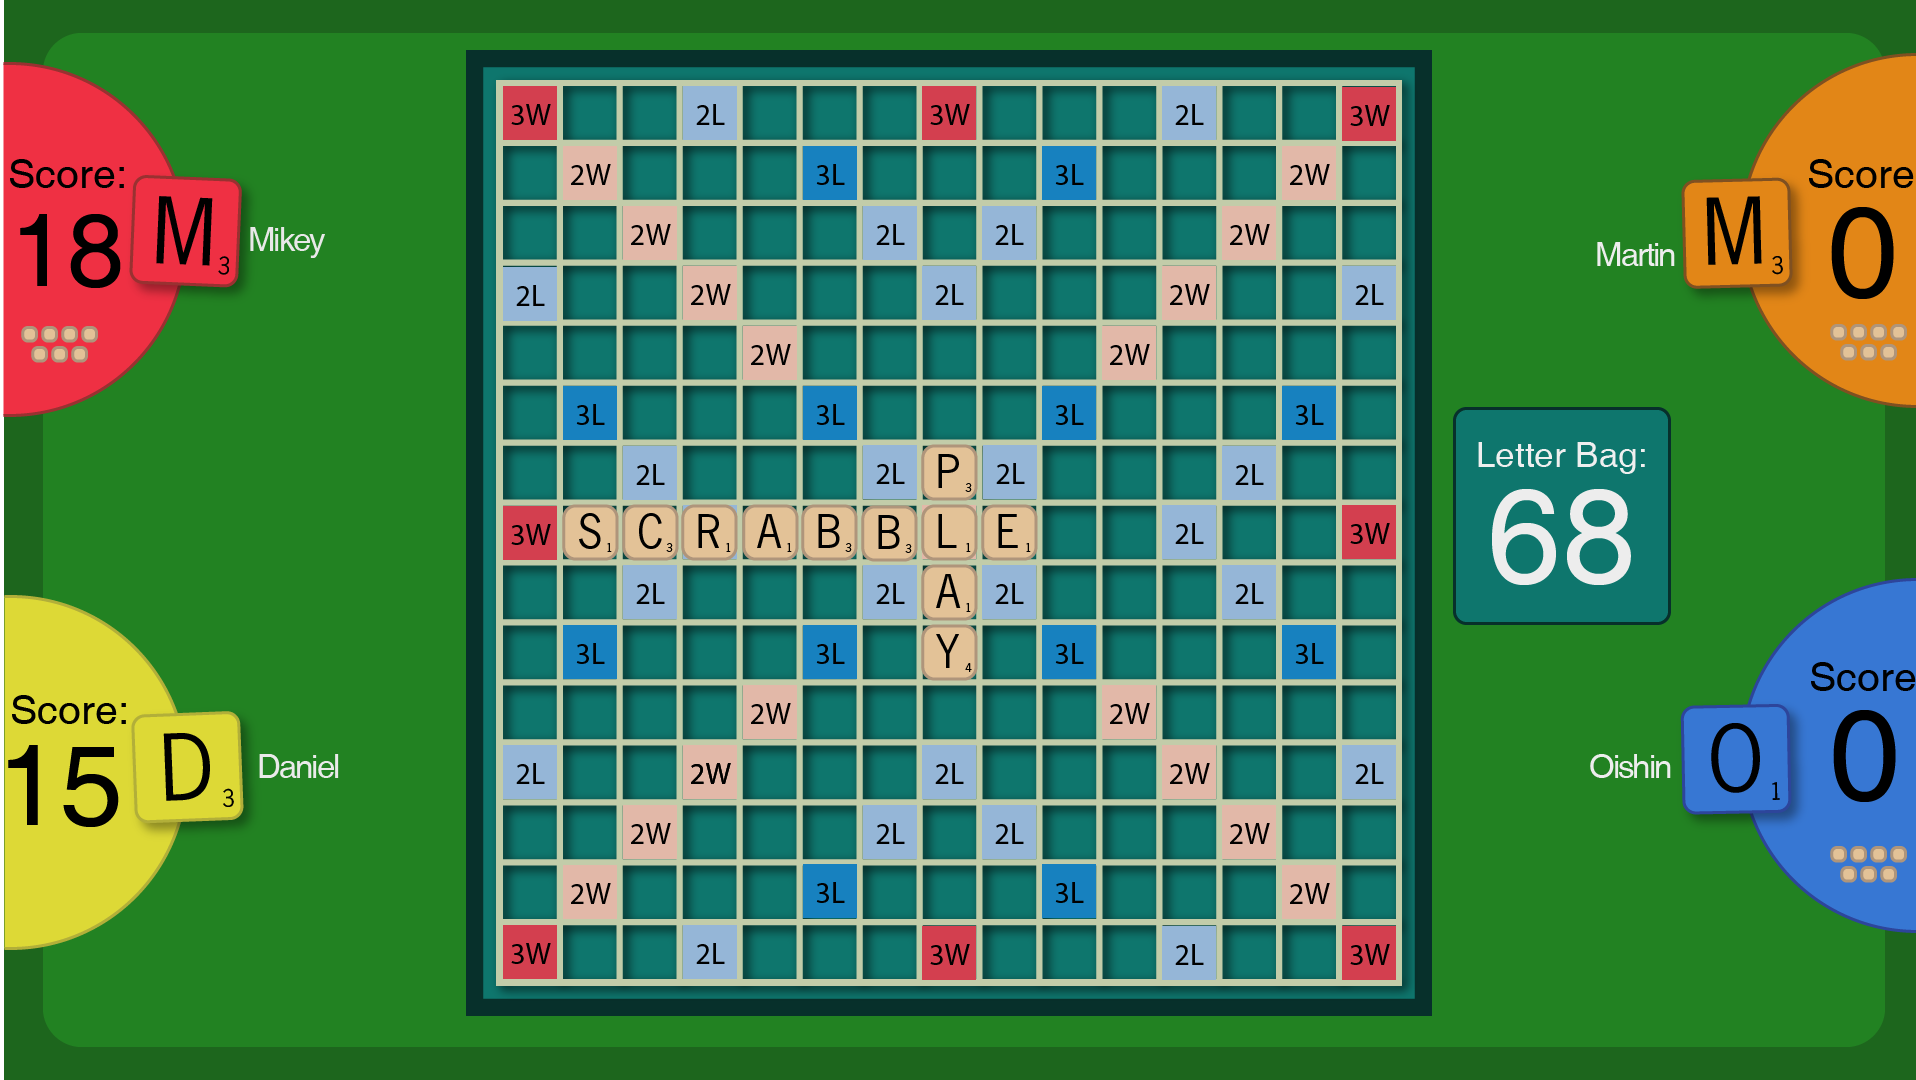 3W 2L 3W 2L 3W
2W 3L 3L 2W
2W 2L 2L 2W
2L 2W 2L 2W 2L
2W 2W
3L 3L 3L 3L
2L 2L P3 2L 2L
3W S1 C3 R1 A1 B3 B3 L1 E1 2L 3W
2L 2L A1 2L 2L
3L 3L Y4 3L 3L
2W 2W
2L 2W 2L 2W 2L
2W 2L 2L 2W
2W 3L 3L 2W
3W 2L 3W 2L 3W
Score:
18
M3
Mikey
Score:
15
D3
Daniel
Martin
M3
Score
0
Letter Bag:
68
Oishin
O1
Score
0